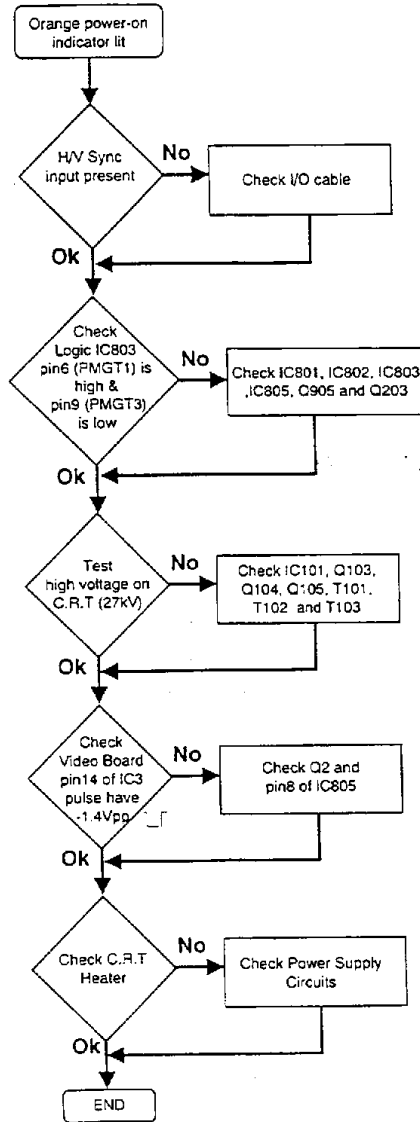 Orange power-on
indicator lit
H/V Sync
input present
No
Check I/O cable
Ok
Check
Logic IC803
pin6 (PMGT1) is
high &
pin9 (PMGT3)
is low
No
Check IC801, IC802, IC803
,IC805, Q905 and Q203
Ok
Test
high voltage on
C.R.T (27kV)
No
Check IC101, Q103,
Q104, Q105, T101,
T102 and T103
Ok
Check
Video Board
pin14 of IC3
pulse have
-1.4Vpg
No
Check Q2 and
pin8 of IC805
Ok
Check C.R.T
Heater
No
Check Power Supply
Circuits
Ok
END